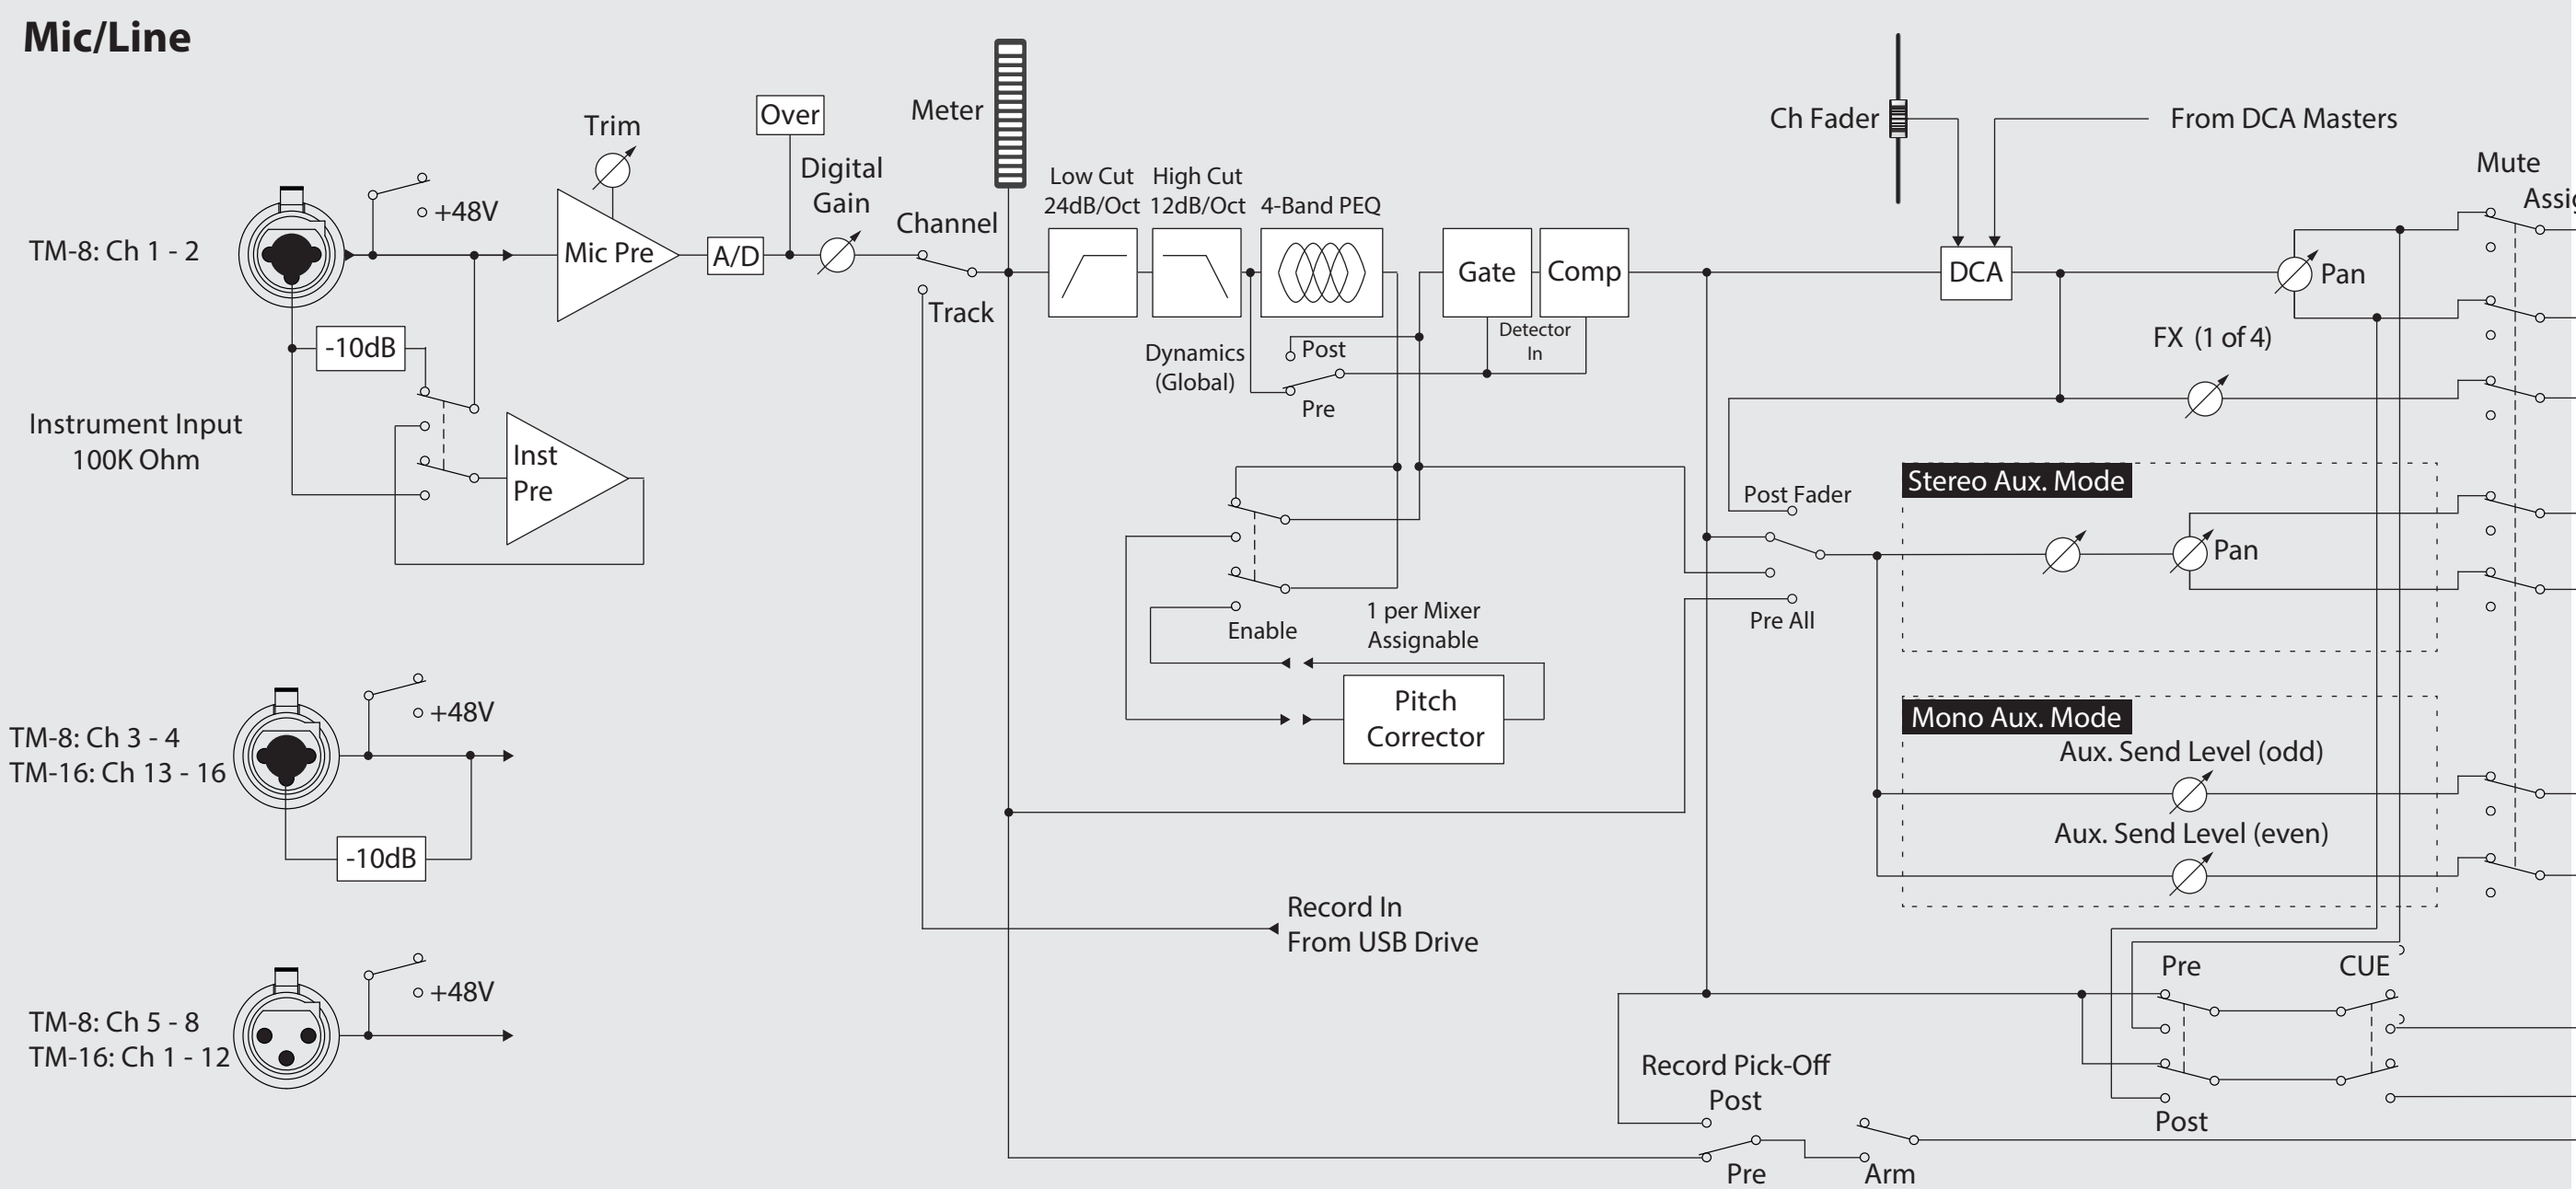 Mic/Line
Meter
Over
Trim
Digital
Gain
Channel
Track
Low Cut
24dB/Oct
High Cut
12dB/Oct
4-Band PEQ
Ch Fader
From DCA Masters
Mute
TM-8: Ch 1 - 2
+48V
Mic Pre
A/D
Gate
Comp
DCA
Pan
Detector
In
Dynamics
(Global)
Post
Pre
FX (1 of 4)
-10dB
Instrument Input
100K Ohm
Inst
Pre
Stereo Aux. Mode
Post Fader
Pan
Enable
1 per Mixer
Assignable
Pre All
Pitch
Corrector
TM-8: Ch 3 - 4
TM-16: Ch 13 - 16
+48V
-10dB
Mono Aux. Mode
Aux. Send Level (odd)
Aux. Send Level (even)
Record In
From USB Drive
TM-8: Ch 5 - 8
TM-16: Ch 1 - 12
+48V
Pre
CUE
Post
Record Pick-Off
Post
Pre
Arm